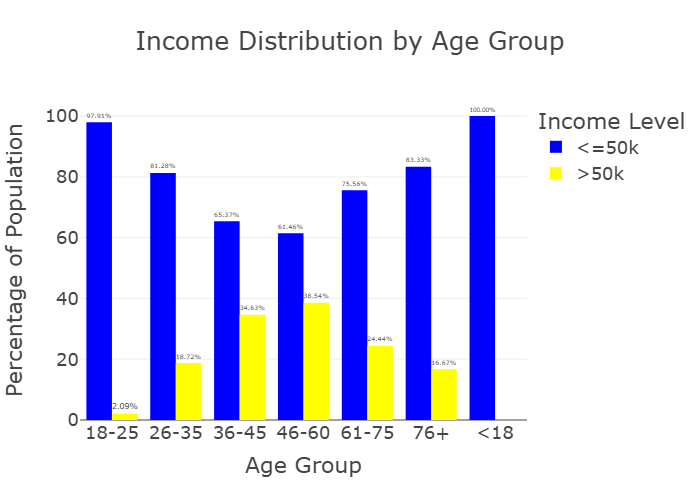 Income Distribution by Age Group
Income Level
<=50k
>50k
Percentage of Population
100
80
60
40
20
0
97.91%
2.09%
81.28%
18.72%
65.37%
34.63%
61.46%
38.54%
75.56%
24.44%
83.33%
16.67%
100.00%
18-25 26-35 36-45 46-60 61-75 76+ <18
Age Group